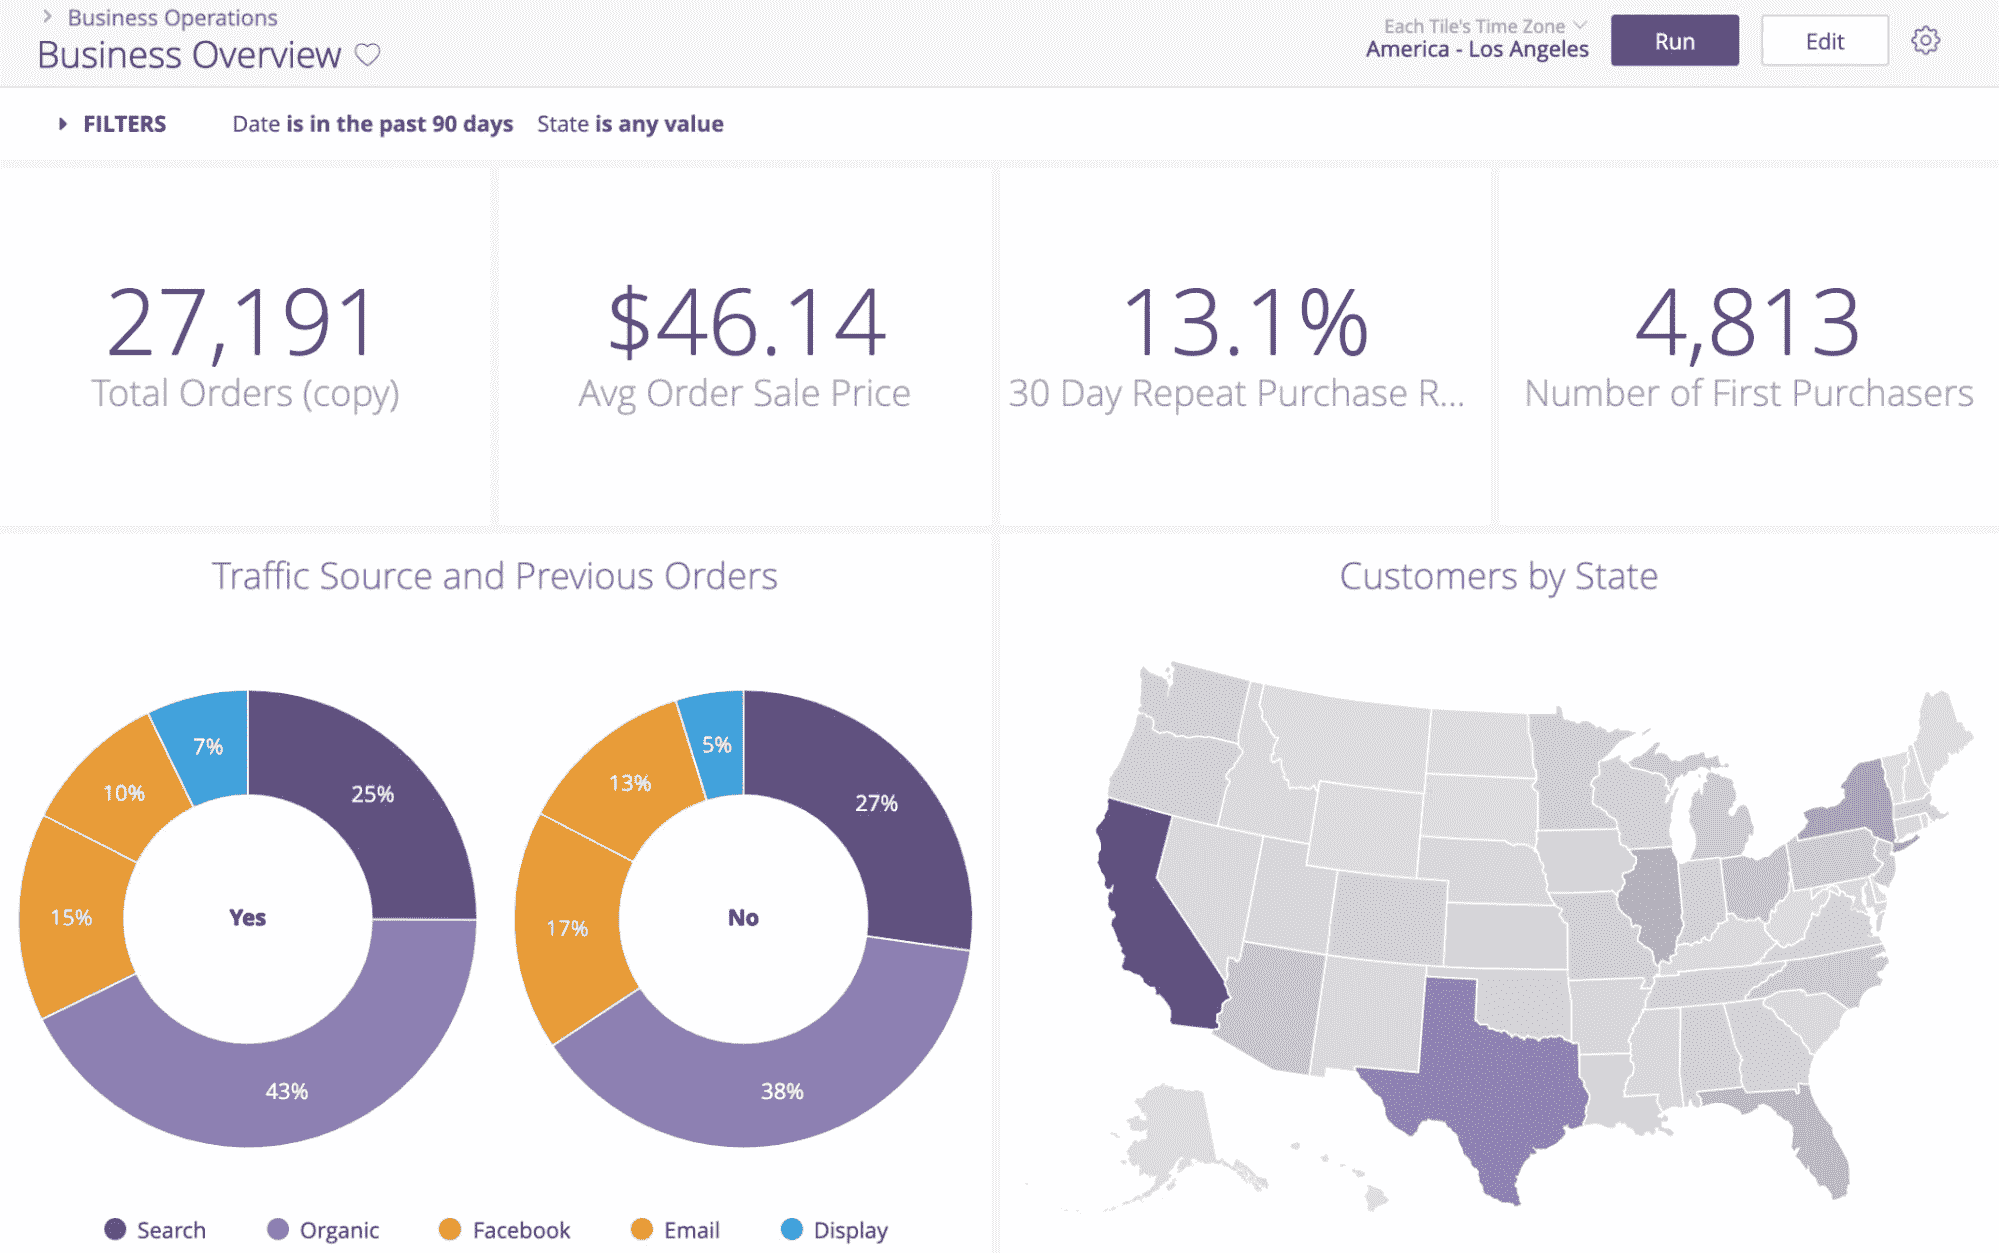 Business Operations
Business Overview
Each Tile's Time Zone
America - Los Angeles
Run
Edit
FILTERS
Date is in the past 90 days
State is any value
27,191
Total Orders (copy)
$46.14
Avg Order Sale Price
13.1%
30 Day Repeat Purchase R...
4,813
Number of First Purchasers
Traffic Source and Previous Orders
7%
25%
10%
15%
Yes
43%
5%
27%
13%
17%
No
38%
Search
Organic
Facebook
Email
Display
Customers by State